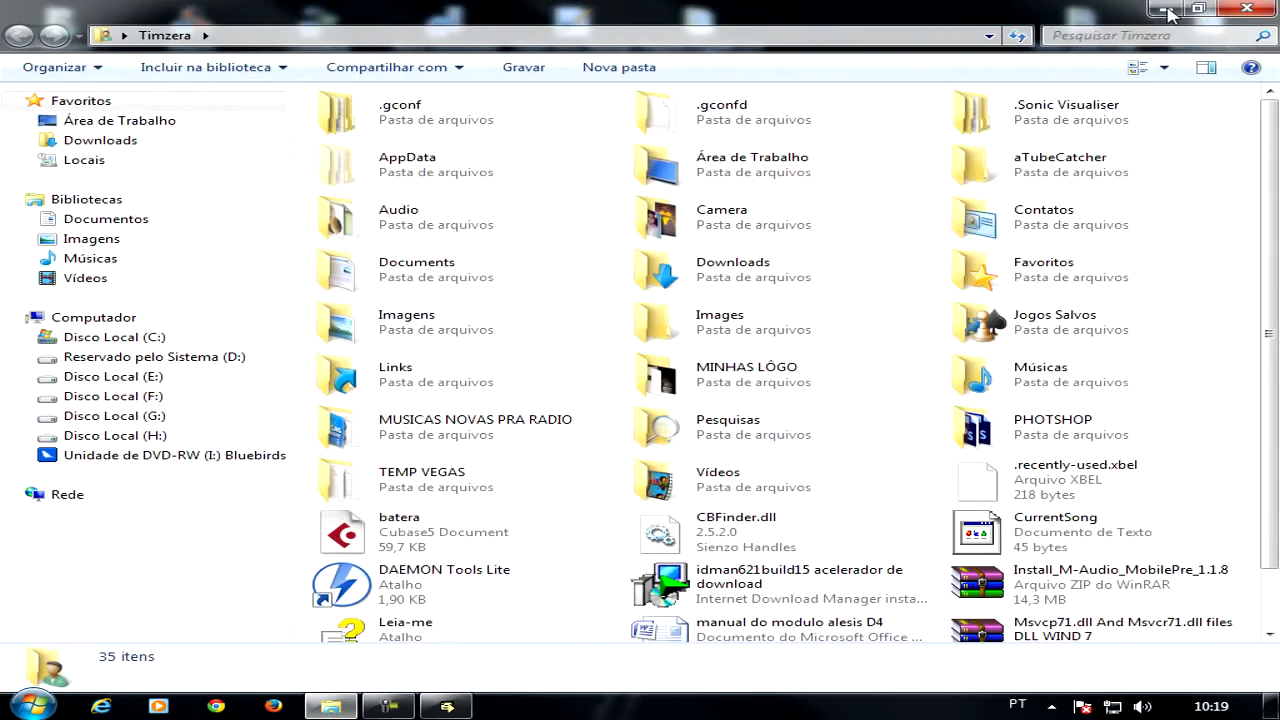 Timzera
Pesquisar Timzera
Organizar
Incluir na biblioteca
Compartilhar com
Gravar
Nova pasta
Favoritos
Área de Trabalho
Downloads
Locais
Bibliotecas
Documentos
Imagens
Músicas
Vídeos
Computador
Disco Local (C:)
Reservado pelo Sistema (D:)
Disco Local (E:)
Disco Local (F:)
Disco Local (G:)
Disco Local (H:)
Unidade de DVD-RW (I:) Bluebirds
Rede
.gconf
Pasta de arquivos
.gconfd
Pasta de arquivos
.Sonic Visualiser
Pasta de arquivos
AppData
Pasta de arquivos
Área de Trabalho
Pasta de arquivos
aTubeCatcher
Pasta de arquivos
Audio
Pasta de arquivos
Camera
Pasta de arquivos
Contatos
Pasta de arquivos
Documents
Pasta de arquivos
Downloads
Pasta de arquivos
Favoritos
Pasta de arquivos
Imagens
Pasta de arquivos
Images
Pasta de arquivos
Jogos Salvos
Pasta de arquivos
Links
Pasta de arquivos
MINHAS LÔGO
Pasta de arquivos
Músicas
Pasta de arquivos
MUSICAS NOVAS PRA RADIO
Pasta de arquivos
Pesquisas
Pasta de arquivos
PHOTSHOP
Pasta de arquivos
TEMP VEGAS
Pasta de arquivos
Vídeos
Pasta de arquivos
.recently-used.xbel
Arquivo XBEL
218 bytes
batera
Cubase5 Document
59,7 KB
CBFinder.dll
2.5.2.0
Sienzo Handles
CurrentSong
Documento de Texto
45 bytes
DAEMON Tools Lite
Atalho
1,90 KB
idman621build15 acelerador de
download
Internet Download Manager insta...
Install_M-Audio_MobilePre_1.1.8
Arquivo ZIP do WinRAR
14,3 MB
Leia-me
Atalho
manual do modulo alesis D4
Documento do Microsoft Office ...
Msvcp71.dll And Msvcr71.dll files
DLL WIND 7
35 itens
PT
10:19